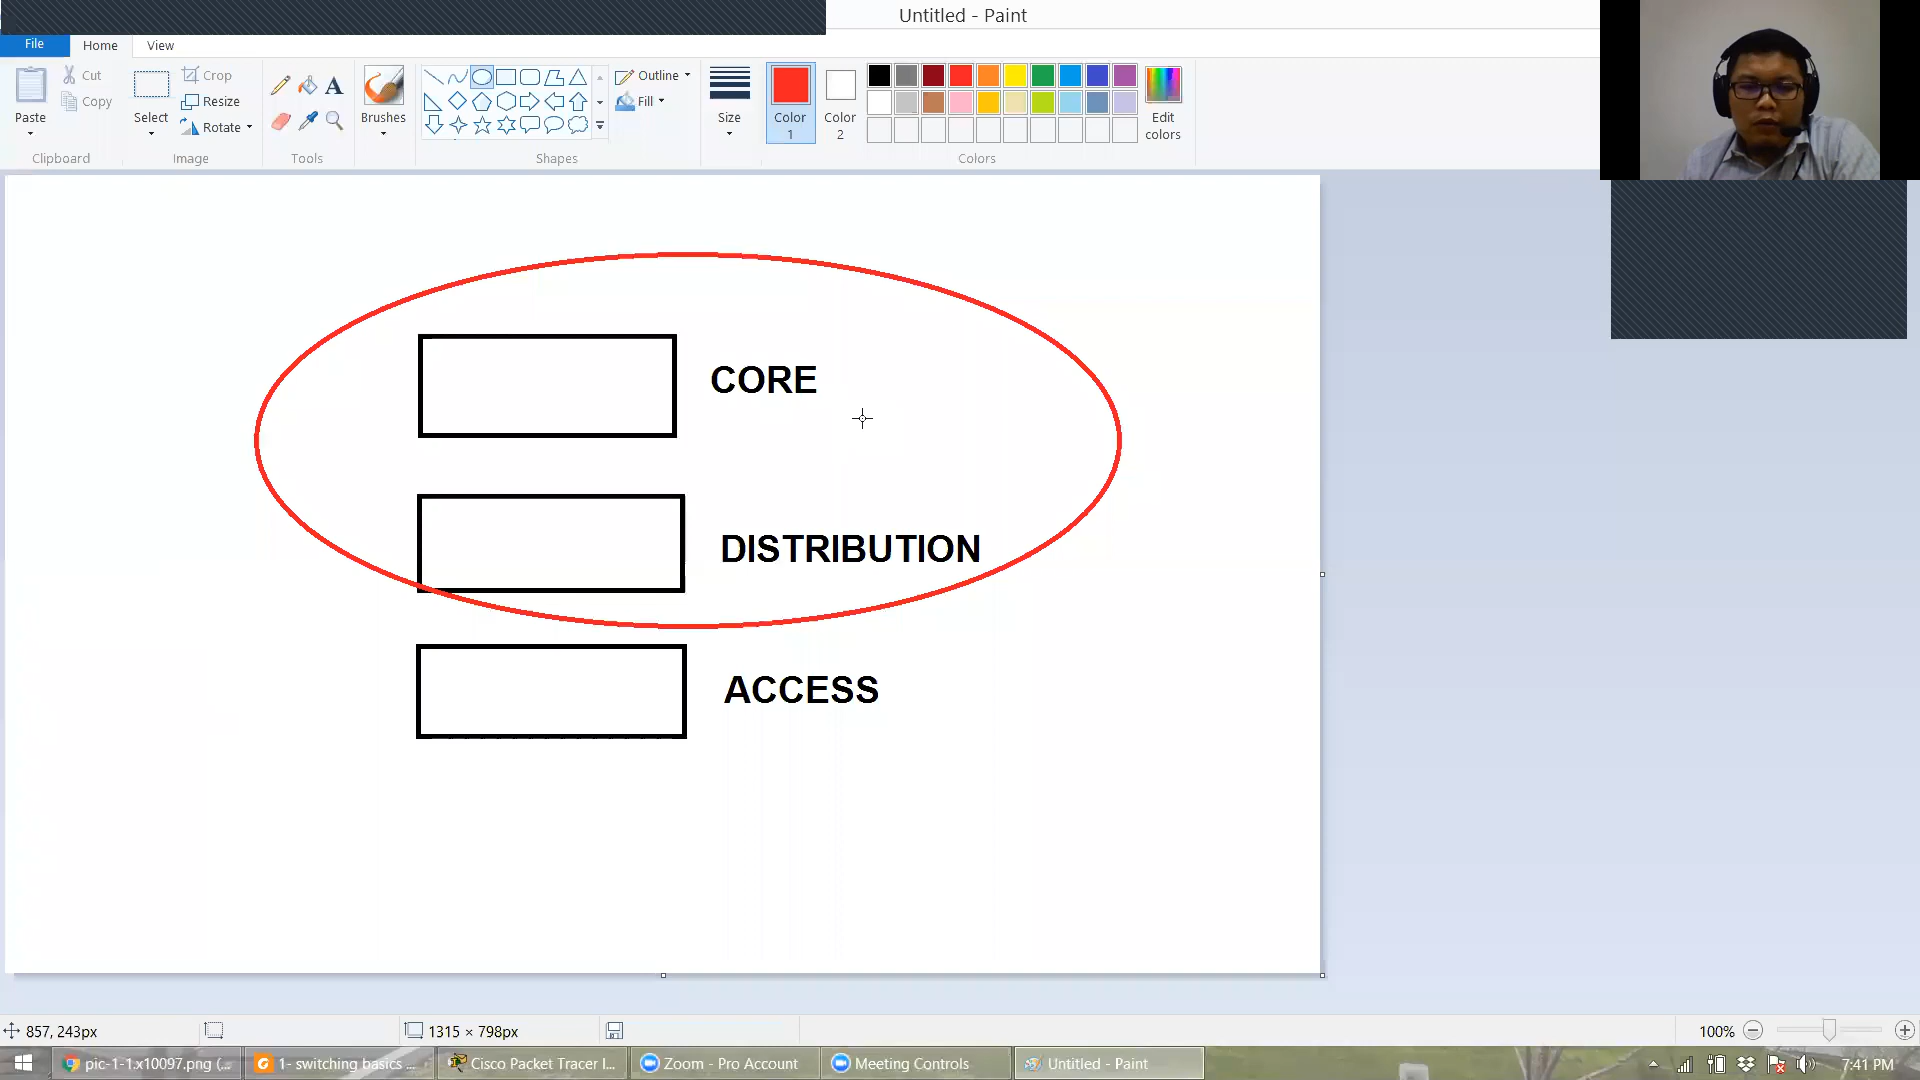 Untitled - Paint
File Home View
Paste
Cut
Copy
Clipboard
Select
Crop
Resize
Rotate
Image
A
Tools
Brushes
Shapes
Outline
Fill
Size
Color 1
Color 2
Colors
Edit colors
CORE
DISTRIBUTION
ACCESS
857, 243px
1315 × 798px
100%
pic-1-1.x10097.png (...
1- switching basics ...
Cisco Packet Tracer I...
Zoom - Pro Account
Meeting Controls
Untitled - Paint
7:41 PM